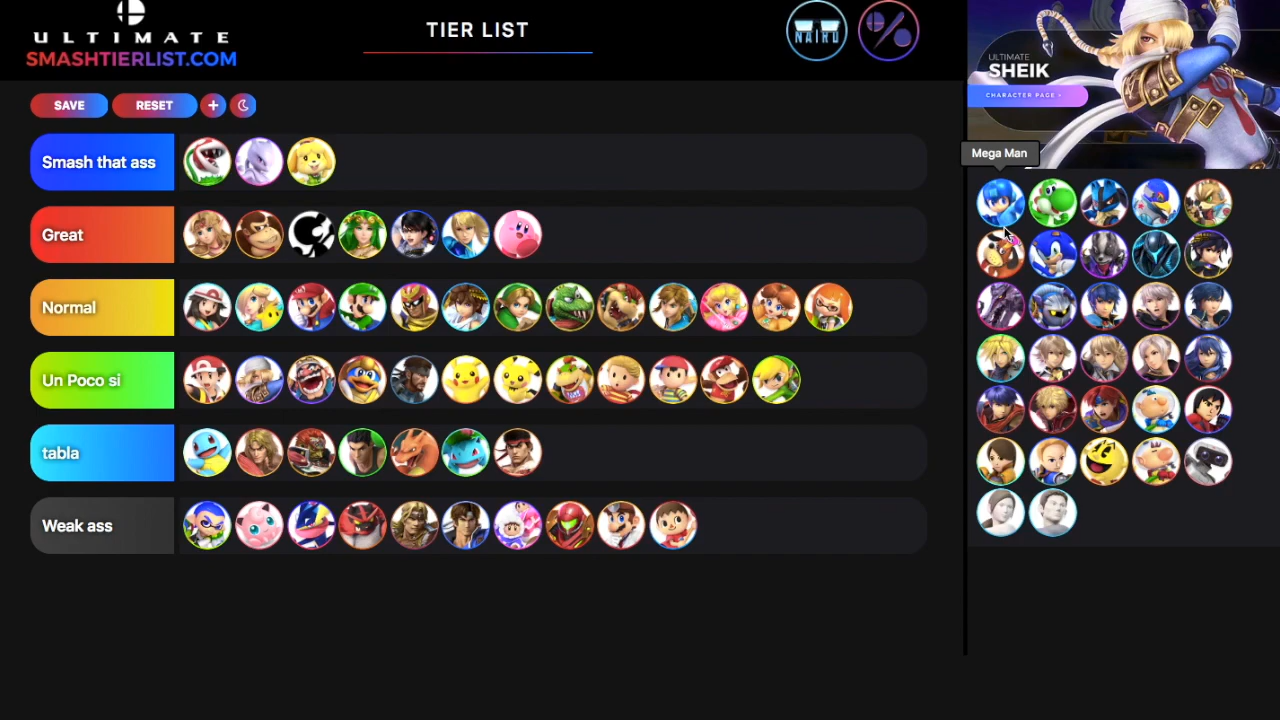 ULTIMATE
SMASHTIERLIST.COM
TIER LIST
NAIRU
ULTIMATE
SHEIK
CHARACTER PAGE >
SAVE
RESET
+
Mega Man
Smash that ass
Great
Normal
Un Poco si
tabla
Weak ass